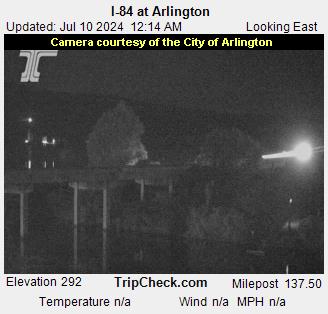 I-84 at Arlington
Updated: Jul 10 2024 12:14 AM Looking East
Camera courtesy of the City of Arlington
Elevation 292 TripCheck.com Milepost 137.50
Temperature n/a Wind n/a MPH n/a